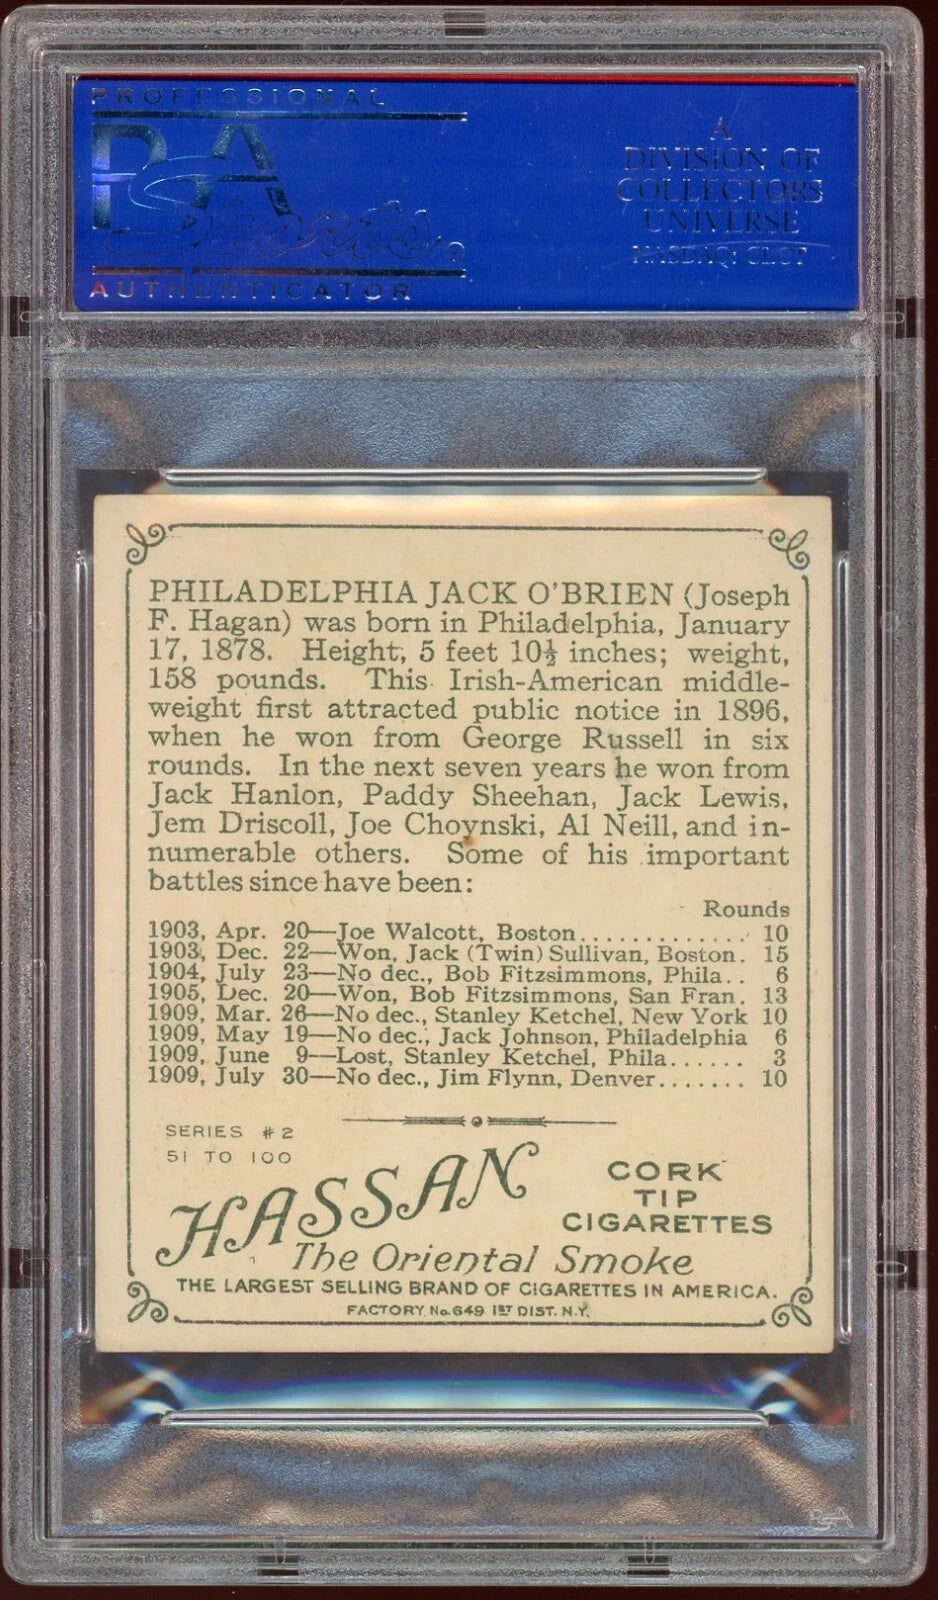 PROFESSIONAL
PSA
Sports
AUTHENTICATOR
A
DIVISION OF
COLLECTORS
UNIVERSE
NASDAQ: CLCT
PHILADELPHIA JACK O'BRIEN (Joseph
F. Hagan) was born in Philadelphia, January
17, 1878. Height, 5 feet 10½ inches; weight,
158 pounds. This Irish-American middle-
weight first attracted public notice in 1896,
when he won from George Russell in six
rounds. In the next seven years he won from
Jack Hanlon, Paddy Sheehan, Jack Lewis,
Jem Driscoll, Joe Choynski, Al Neill, and in-
numerable others. Some of his important
battles since have been:
Rounds
1903, Apr. 20—Joe Walcott, Boston............. 10
1903, Dec. 22—Won, Jack (Twin) Sullivan, Boston. 15
1904, July 23—No dec., Bob Fitzsimmons, Phila.. 6
1905, Dec. 20—Won, Bob Fitzsimmons, San Fran. 13
1909, Mar. 26—No dec., Stanley Ketchel, New York 10
1909, May 19—No dec., Jack Johnson, Philadelphia 6
1909, June 9—Lost, Stanley Ketchel, Phila...... 3
1909, July 30—No dec., Jim Flynn, Denver....... 10
SERIES #2
51 TO 100
HASSAN
CORK
TIP
CIGARETTES
The Oriental Smoke
THE LARGEST SELLING BRAND OF CIGARETTES IN AMERICA.
FACTORY No. 649 1ST DIST. N.Y.
PSA